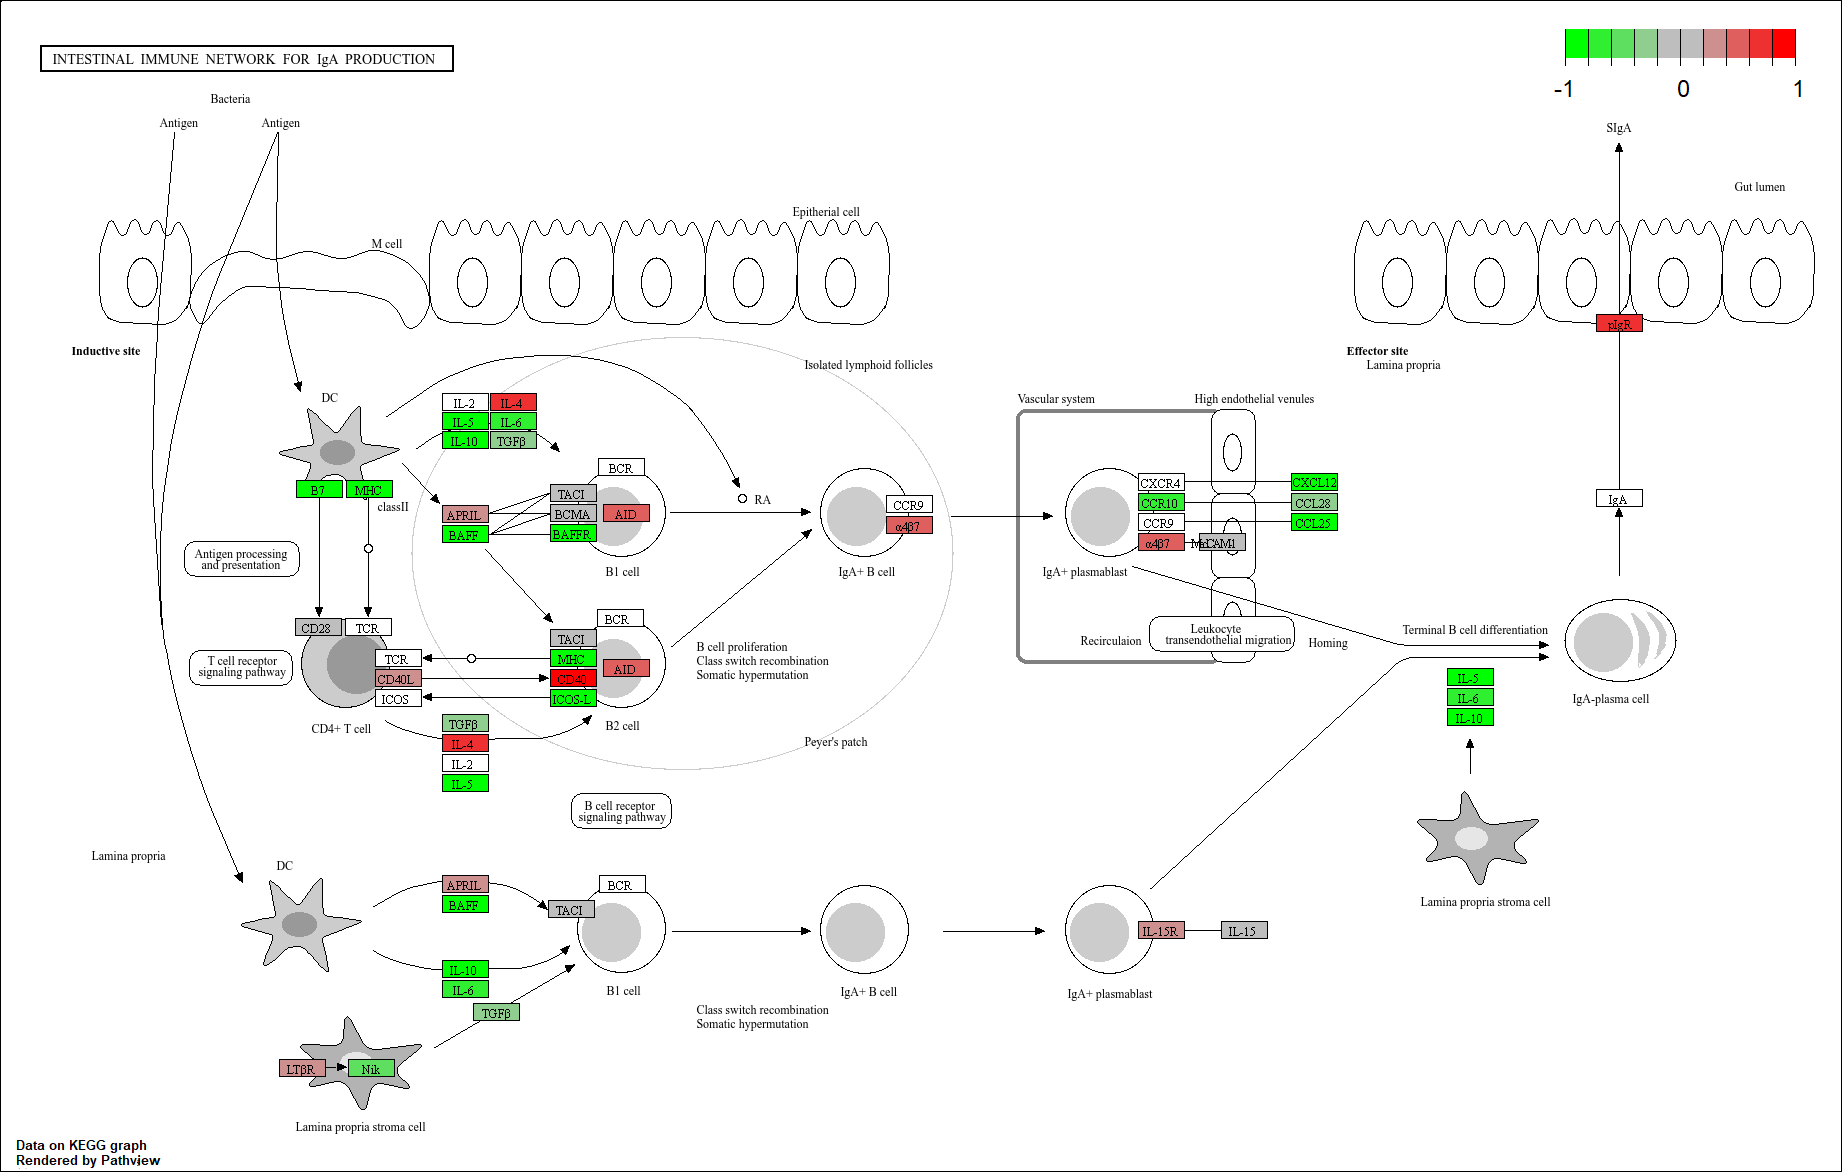 INTESTINAL IMMUNE NETWORK FOR IgA PRODUCTION
-1 0 1
Bacteria
Antigen Antigen
SIgA
Gut lumen
Epitherial cell
M cell
pIgR
Inductive site
Effector site
Lamina propria
Isolated lymphoid follicles
DC
Vascular system
High endothelial venules
IL-2 IL-4
IL-5 IL-6
IL-10 TGFβ
BCR
B7 MHC
classII
TACI
RA
CCR9
α4β7
APRIL
BCMA
AID
BAFF
BAFFR
CXCR4
CXCL12
CCR10
CCL28
CCR9
CCL25
α4β7
CAM1
IgA
Antigen processing
and presentation
B1 cell
IgA+ B cell
IgA+ plasmablast
CD28 TCR
BCR
TACI
TCR
MHC
AID
CD40L
CD40
ICOS
ICOS-L
T cell receptor
signaling pathway
B cell proliferation
Class switch recombination
Somatic hypermutation
Recirculaion
Leukocyte
transendothelial migration
Homing
Terminal B cell differentiation
IL-5
IL-6
IL-10
IgA-plasma cell
CD4+ T cell
TGFβ
IL-4
IL-2
IL-5
B2 cell
Peyer's patch
B cell receptor
signaling pathway
Lamina propria
DC
APRIL
BAFF
BCR
TACI
IL-15R
IL-15
Lamina propria stroma cell
IL-10
IL-6
TGFβ
B1 cell
IgA+ B cell
IgA+ plasmablast
Class switch recombination
Somatic hypermutation
LTβR
Nik
Lamina propria stroma cell
Data on KEGG graph
Rendered by Pathview